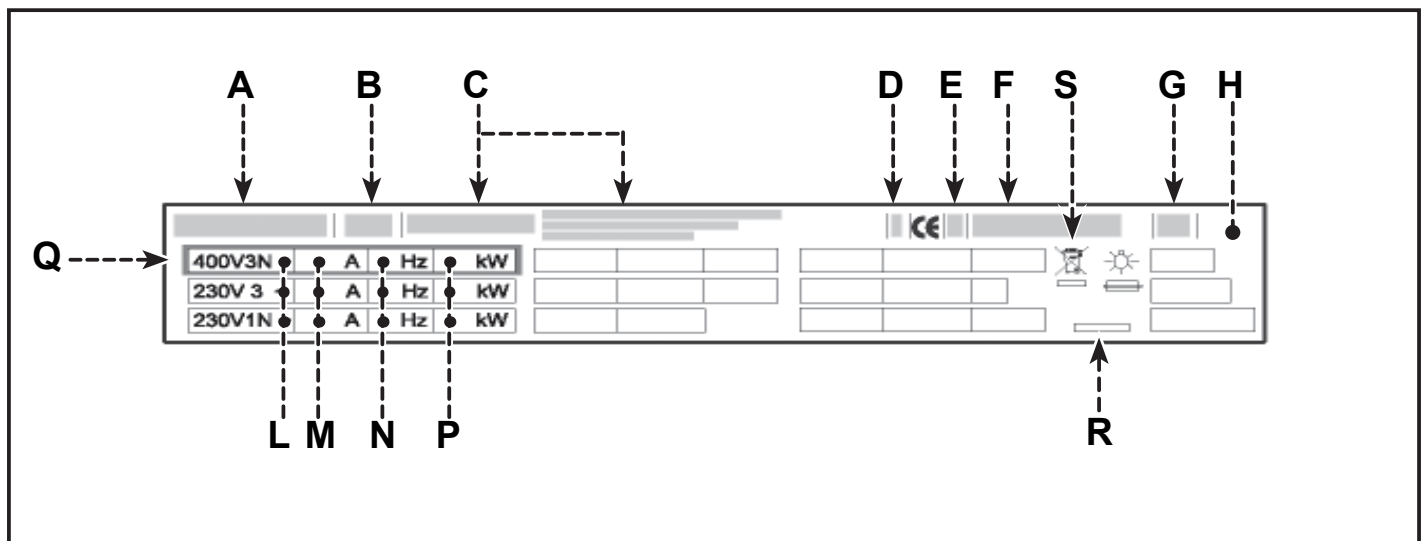 A B C D E F S G H
CE
Q 400V3N A Hz kW
230V 3 A Hz kW
230V1N A Hz kW
L M N P R